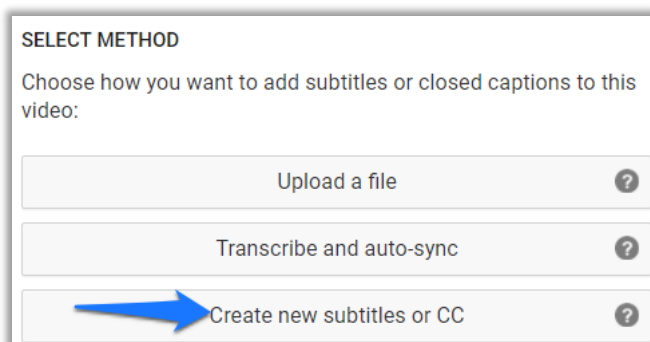 SELECT METHOD
Choose how you want to add subtitles or closed captions to this
video:
Upload a file ?
Transcribe and auto-sync ?
Create new subtitles or CC ?